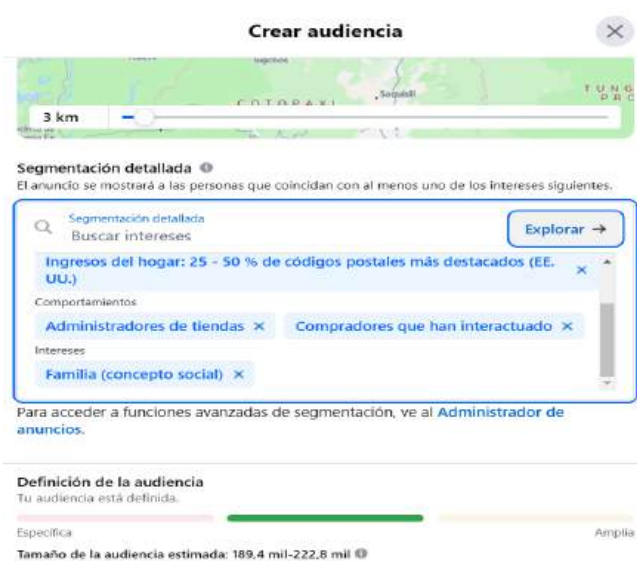 Crear audiencia
COTOPAXI
Saquisilí
TUNG
3 km
Segmentación detallada
El anuncio se mostrará a las personas que coincidan con al menos uno de los intereses siguientes.
Segmentación detallada
Buscar intereses
Explorar →
Ingresos del hogar: 25 - 50 % de códigos postales más destacados (EE.
UU.) ×
Comportamientos
Administradores de tiendas × Compradores que han interactuado ×
Intereses
Familia (concepto social) ×
Para acceder a funciones avanzadas de segmentación, ve al Administrador de
anuncios.
Definición de la audiencia
Tu audiencia está definida.
Específica Amplia
Tamaño de la audiencia estimada: 189,4 mil-222,8 mil